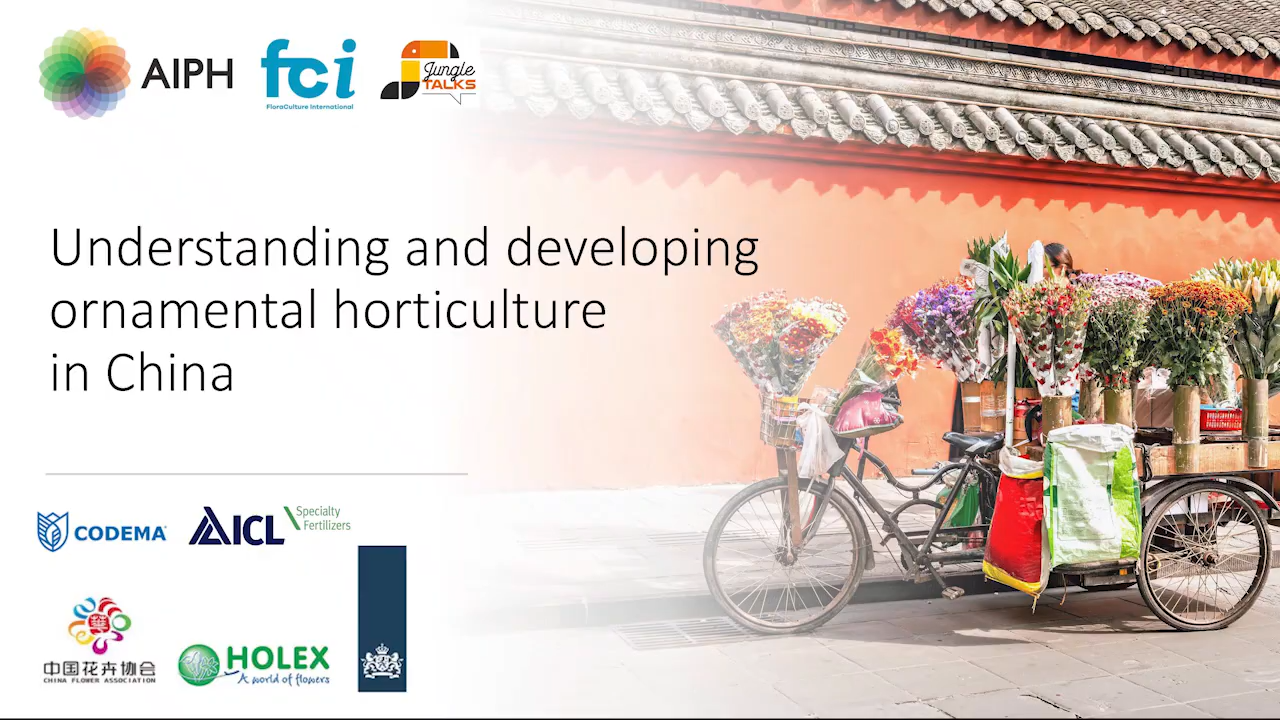 AIPH
fci
FloraCulture International
Jungle
TALKS
Understanding and developing
ornamental horticulture
in China
CODEMA
ICL
Specialty
Fertilizers
中国花卉协会
CHINA FLOWER ASSOCIATION
HOLEX
A world of flowers